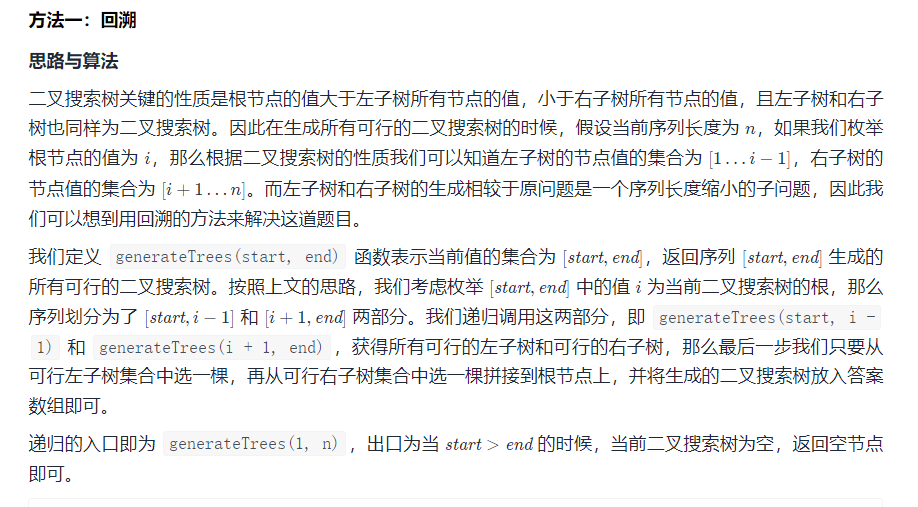 方法一：回溯
思路与算法
二叉搜索树关键的性质是根节点的值大于左子树所有节点的值，小于右子树所有节点的值，且左子树和右子
树也同样为二叉搜索树。因此在生成所有可行的二叉搜索树的时候，假设当前序列长度为 n，如果我们枚举
根节点的值为 i，那么根据二叉搜索树的性质我们可以知道左子树的节点值的集合为 [1…i−1]，右子树的
节点值的集合为 [i+1…n]。而左子树和右子树的生成相较于原问题是一个序列长度缩小的子问题，因此我
们可以想到用回溯的方法来解决这道题目。
我们定义 generateTrees(start, end) 函数表示当前值的集合为 [start,end]，返回序列 [start,end] 生成的
所有可行的二叉搜索树。按照上文的思路，我们考虑枚举 [start,end] 中的值 i 为当前二叉搜索树的根，那么
序列划分为了 [start,i−1] 和 [i+1,end] 两部分。我们递归调用这两部分，即 generateTrees(start, i -
1) 和 generateTrees(i + 1, end)，获得所有可行的左子树和可行的右子树，那么最后一步我们只要从
可行左子树集合中选一棵，再从可行右子树集合中选一棵拼接到根节点上，并将生成的二叉搜索树放入答案
数组即可。
递归的入口即为 generateTrees(1, n)，出口为当 start > end 的时候，当前二叉搜索树为空，返回空节点
即可。